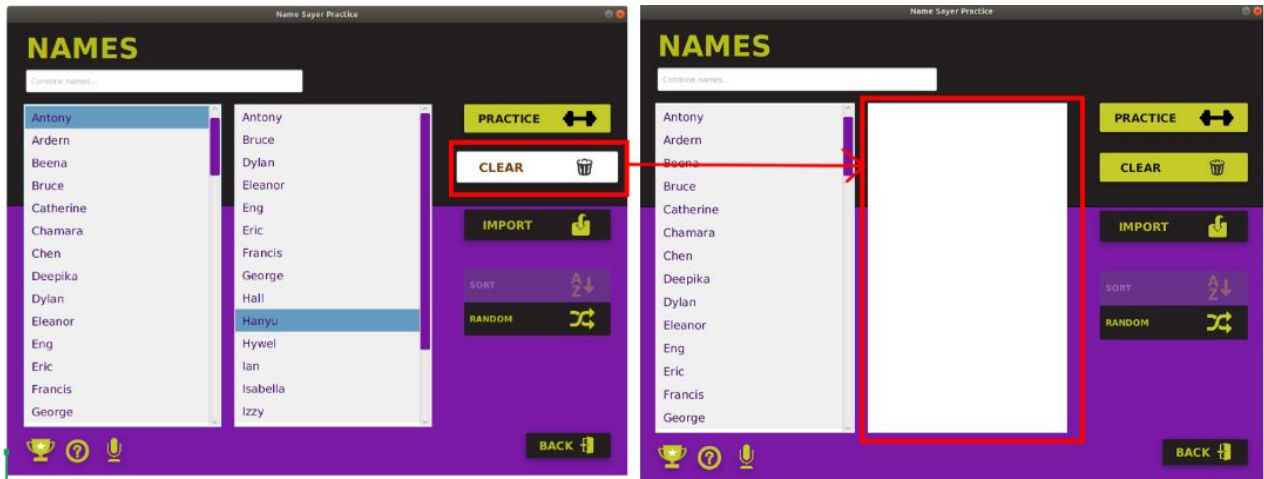 Name Sayer Practice
NAMES
Combine names...
Antony
Ardern
Beena
Bruce
Catherine
Chamara
Chen
Deepika
Dylan
Eleanor
Eng
Eric
Francis
George
Antony
Bruce
Dylan
Eleanor
Eng
Eric
Francis
George
Hall
Hanyu
Hywel
Ian
Isabella
Izzy
PRACTICE
CLEAR
IMPORT
SORT
A
Z
RANDOM
BACK
Name Sayer Practice
NAMES
Combine names...
Antony
Ardern
Beena
Bruce
Catherine
Chamara
Chen
Deepika
Dylan
Eleanor
Eng
Eric
Francis
George
PRACTICE
CLEAR
IMPORT
SORT
A
Z
RANDOM
BACK